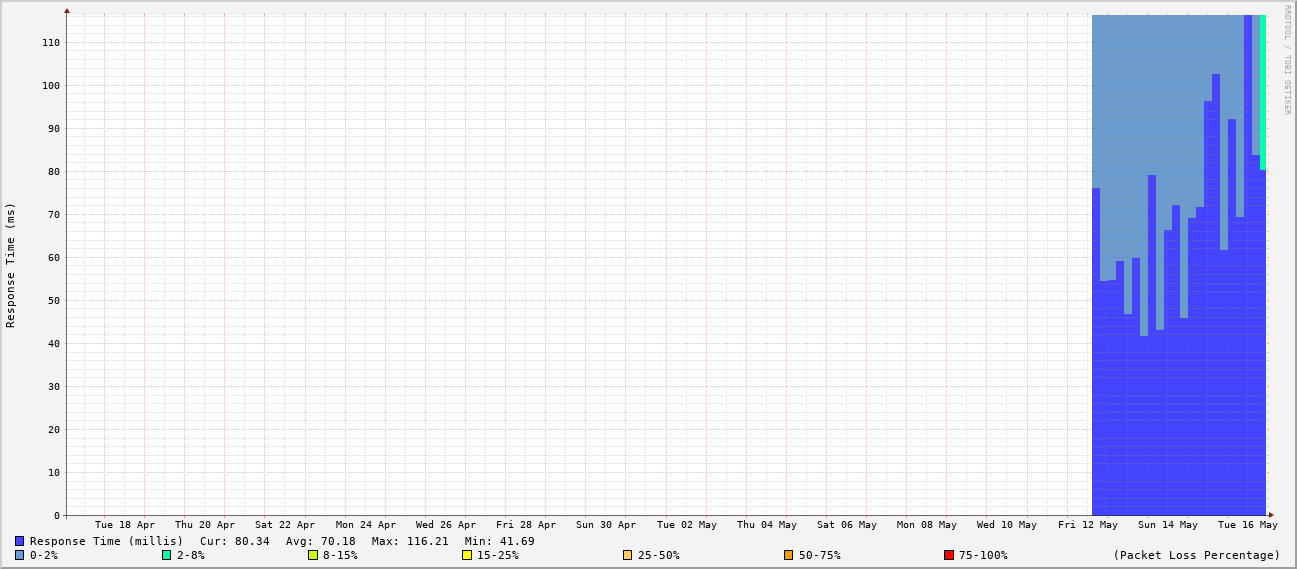 RRDTOOL / TOBI OETIKER
Response Time (ms)
110
100
90
80
70
60
50
40
30
20
10
0
Tue 18 Apr Thu 20 Apr Sat 22 Apr Mon 24 Apr Wed 26 Apr Fri 28 Apr Sun 30 Apr Tue 02 May Thu 04 May Sat 06 May Mon 08 May Wed 10 May Fri 12 May Sun 14 May Tue 16 May
Response Time (millis) Cur: 80.34 Avg: 70.18 Max: 116.21 Min: 41.69
0-2% 2-8% 8-15% 15-25% 25-50% 50-75% 75-100% (Packet Loss Percentage)